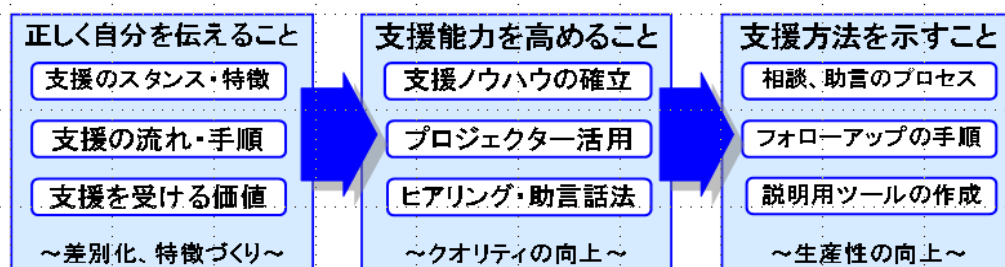 正しく自分を伝えること
支援のスタンス・特徴
支援の流れ・手順
支援を受ける価値
～差別化、特徴づくり～
支援能力を高めること
支援ノウハウの確立
プロジェクター活用
ヒアリング・助言話法
～クオリティの向上～
支援方法を示すこと
相談、助言のプロセス
フォローアップの手順
説明用ツールの作成
～生産性の向上～